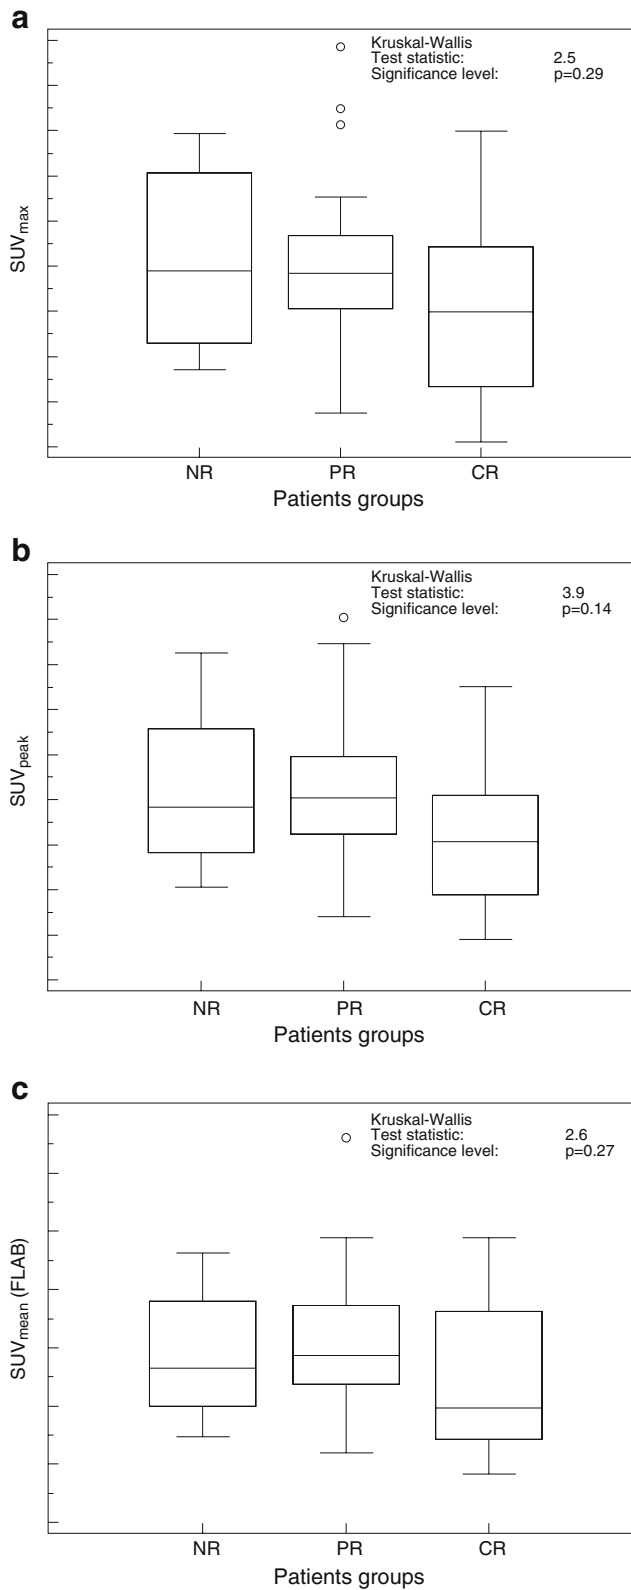 a
Kruskal-Wallis
Test statistic: 2.5
Significance level: p=0.29
SUVmax
NR PR CR
Patients groups
b
Kruskal-Wallis
Test statistic: 3.9
Significance level: p=0.14
SUVpeak
NR PR CR
Patients groups
c
Kruskal-Wallis
Test statistic: 2.6
Significance level: p=0.27
SUVmean (FLAB)
NR PR CR
Patients groups